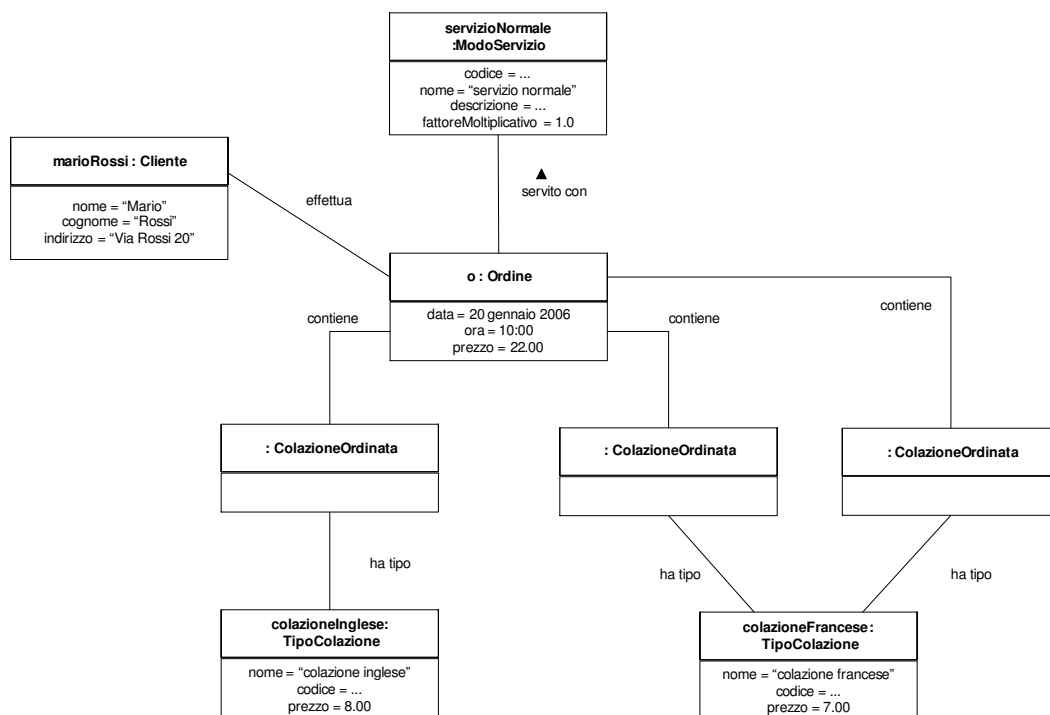 servizioNormale
:ModoServizio
codice = ...
nome = “servizio normale”
descrizione = ...
fattoreMoltiplicativo = 1.0
marioRossi : Cliente
nome = “Mario”
cognome = “Rossi”
indirizzo = “Via Rossi 20”
effettua
servito con
o : Ordine
data = 20 gennaio 2006
ora = 10:00
prezzo = 22.00
contiene
contiene
contiene
: ColazioneOrdinata
: ColazioneOrdinata
: ColazioneOrdinata
ha tipo
ha tipo
ha tipo
colazioneInglese:
TipoColazione
nome = “colazione inglese”
codice = ...
prezzo = 8.00
colazioneFrancese:
TipoColazione
nome = “colazione francese”
codice = ...
prezzo = 7.00